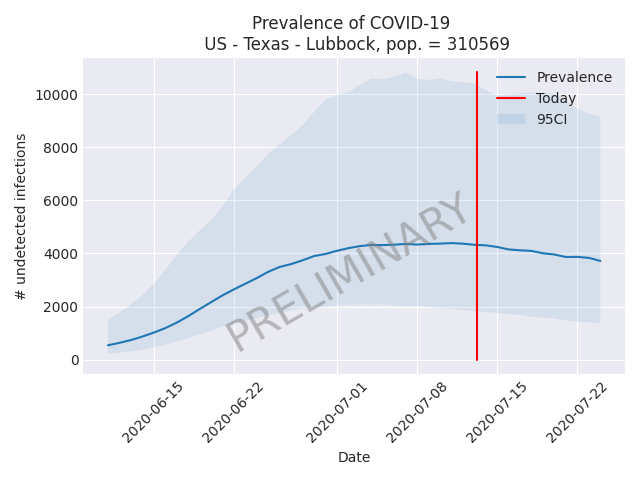 Prevalence of COVID-19
US - Texas - Lubbock, pop. = 310569
Prevalence
Today
95CI
# undetected infections
10000
8000
6000
4000
2000
0
PRELIMINARY
2020-06-15
2020-06-22
2020-07-01
2020-07-08
2020-07-15
2020-07-22
Date